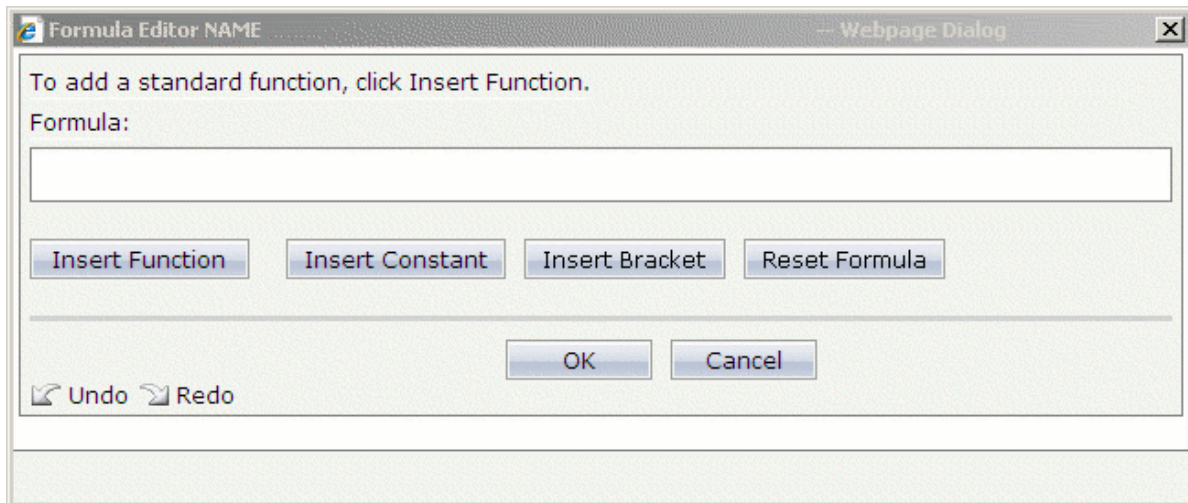 Formula Editor NAME -- Webpage Dialog
To add a standard function, click Insert Function.
Formula:
Insert Function Insert Constant Insert Bracket Reset Formula
OK Cancel
Undo Redo